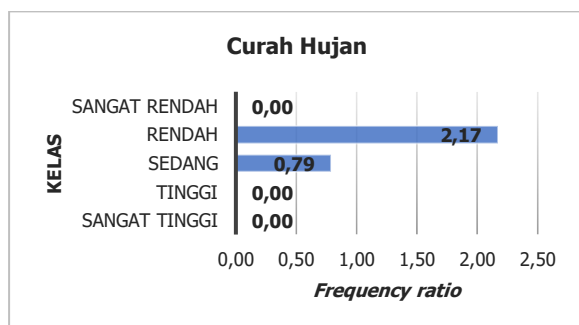 Curah Hujan
KELAS
SANGAT RENDAH 0,00
RENDAH 2,17
SEDANG 0,79
TINGGI 0,00
SANGAT TINGGI 0,00
0,00 0,50 1,00 1,50 2,00 2,50
Frequency ratio